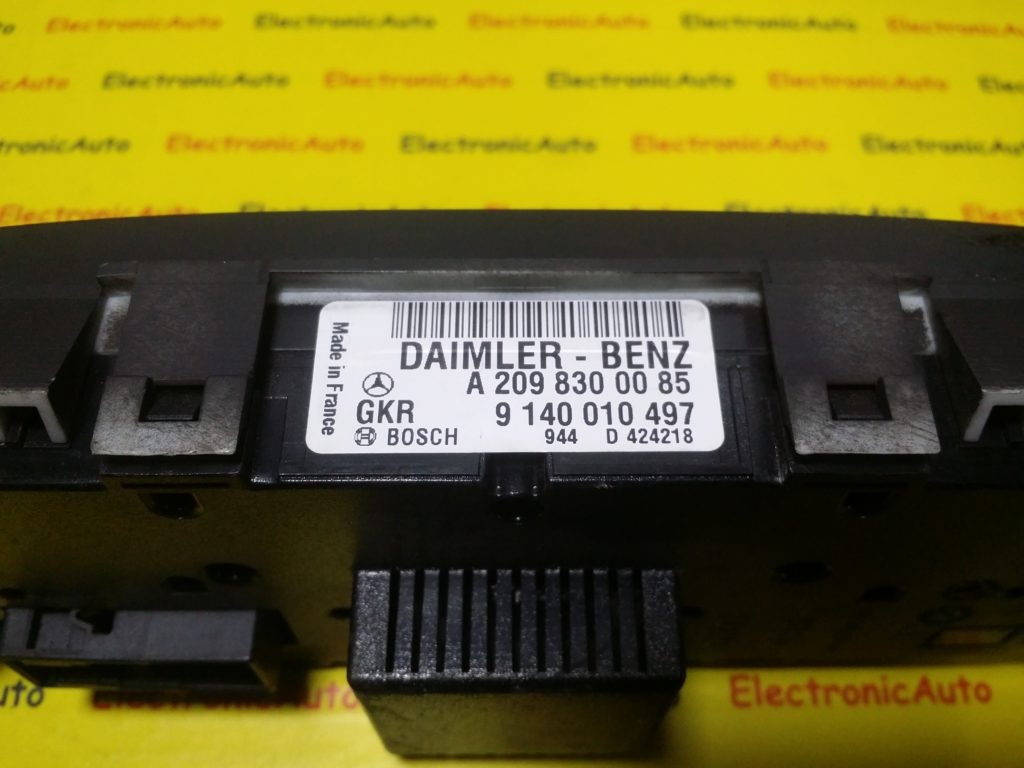 ElectronicAuto ElectronicAuto ElectronicAuto
ElectronicAuto ElectronicAuto ElectronicAuto ElectronicAuto
ElectronicAuto ElectronicAuto
ElectronicAuto ElectronicAuto
Made in France
DAIMLER - BENZ
A 209 830 00 85
GKR 9 140 010 497
BOSCH 944 D 424218
ElectronicAuto ElectronicAuto